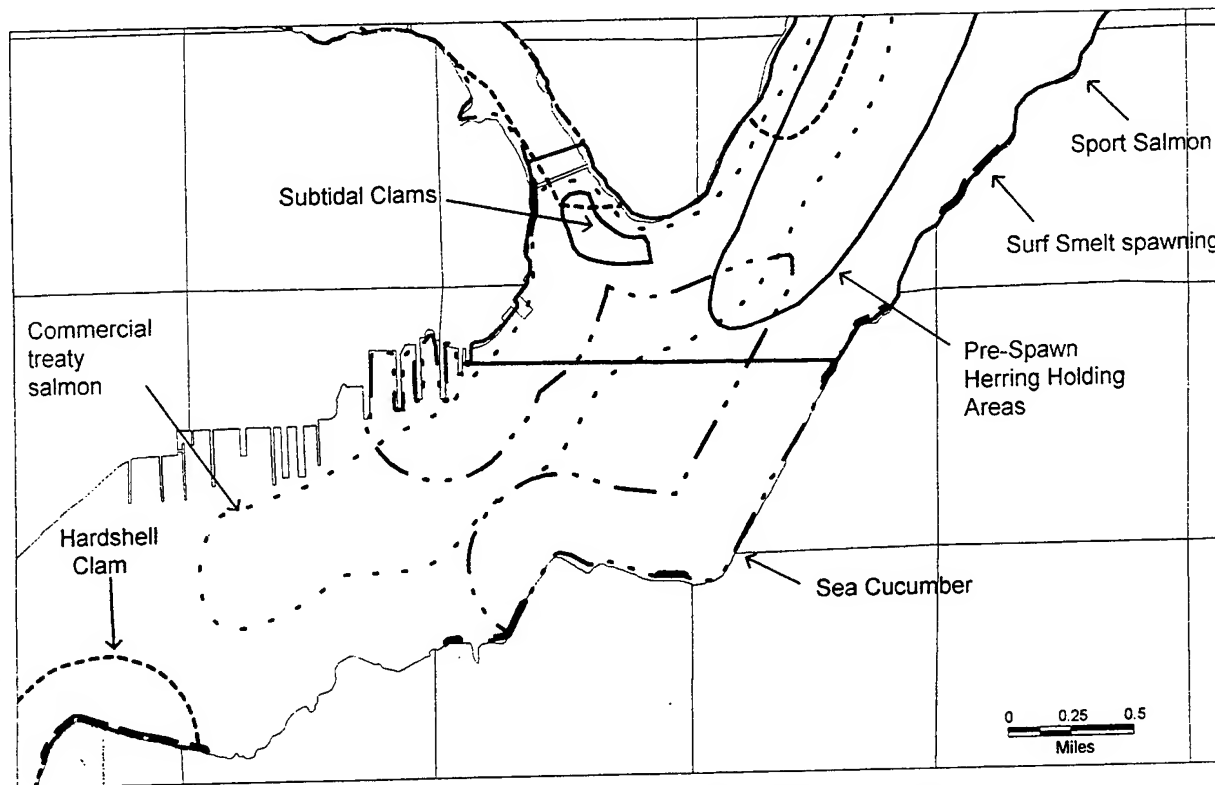 Sport Salmon
Subtidal Clams
Surf Smelt spawning
Commercial
treaty
salmon
Pre-Spawn
Herring Holding
Areas
Hardshell
Clam
Sea Cucumber
0 0.25 0.5
Miles